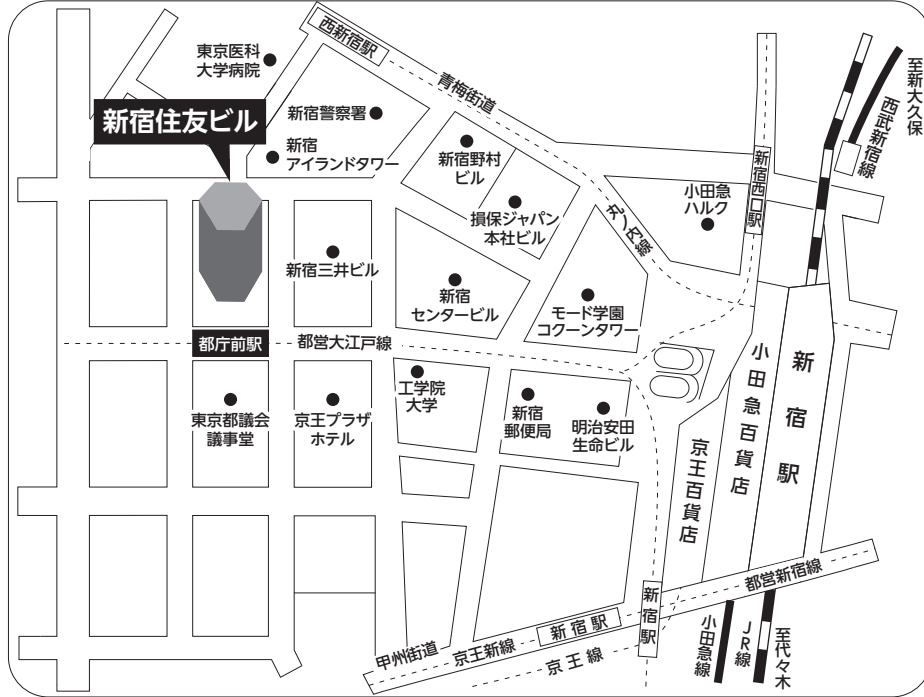 西新宿駅
東京医科
大学病院
青梅街道
至新大久保
西武新宿線
新宿住友ビル
新宿警察署
新宿
アイランドタワー
新宿野村
ビル
新宿西口駅
小田急
ハルク
損保ジャパン
本社ビル
丸ノ内線
新宿三井ビル
新宿
センタービル
モード学園
コクーンタワー
都庁前駅
都営大江戸線
小田急百貨店
新宿駅
工学院
大学
東京都議会
議事堂
京王プラザ
ホテル
新宿
郵便局
明治安田
生命ビル
京王百貨店
都営新宿線
新宿駅
新宿駅
甲州街道
京王新線
京王線
小田急線
JR線
至代々木